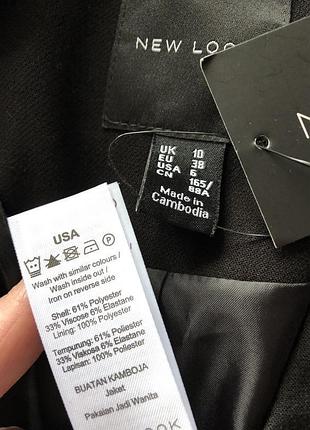 NEW LOO
UK 10
EU 38
USA 6
CN 165/
88A
Made in
Cambodia
USA
Wash with similar colours /
Wash inside out /
Iron on reverse side
Shell: 61% Polyester
33% Viscose 6% Elastane
Lining: 100% Polyester
Tempurung: 61% Poliester
33% Viskosa 6% Elastane
Lapisan: 100% Poliester
BUATAN KAMBOJA
Jaket
Pakaian Jadi Wanita
OOK